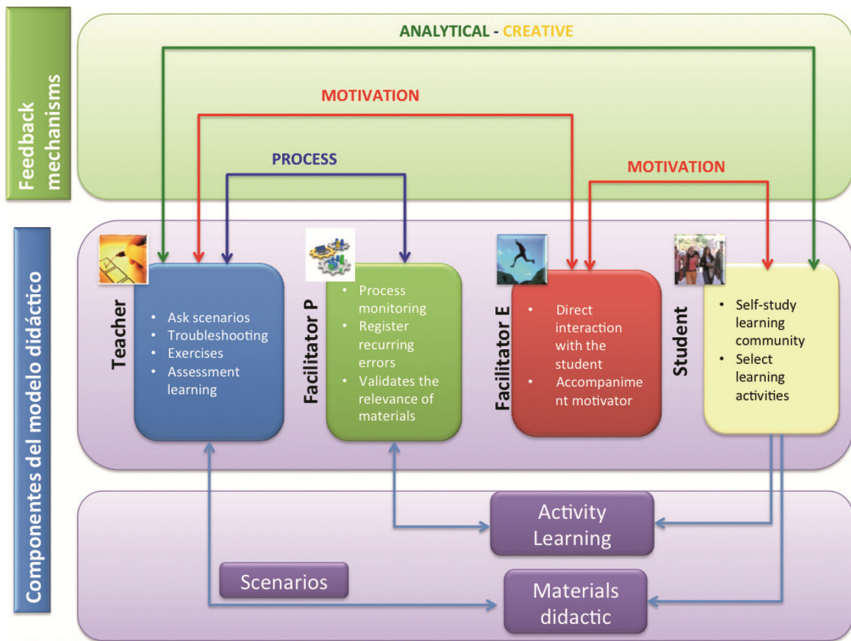 Feedback
mechanisms
ANALYTICAL - CREATIVE
MOTIVATION
PROCESS
MOTIVATION
Componentes del modelo didáctico
Teacher
• Ask scenarios
• Troubleshooting
• Exercises
• Assessment
learning
Facilitator P
• Process
monitoring
• Register
recurring
errors
• Validates the
relevance of
materials
Facilitator E
• Direct
interaction
with the
student
• Accompanime
nt motivator
Student
• Self-study
learning
community
• Select
learning
activities
Activity
Learning
Scenarios
Materials
didactic